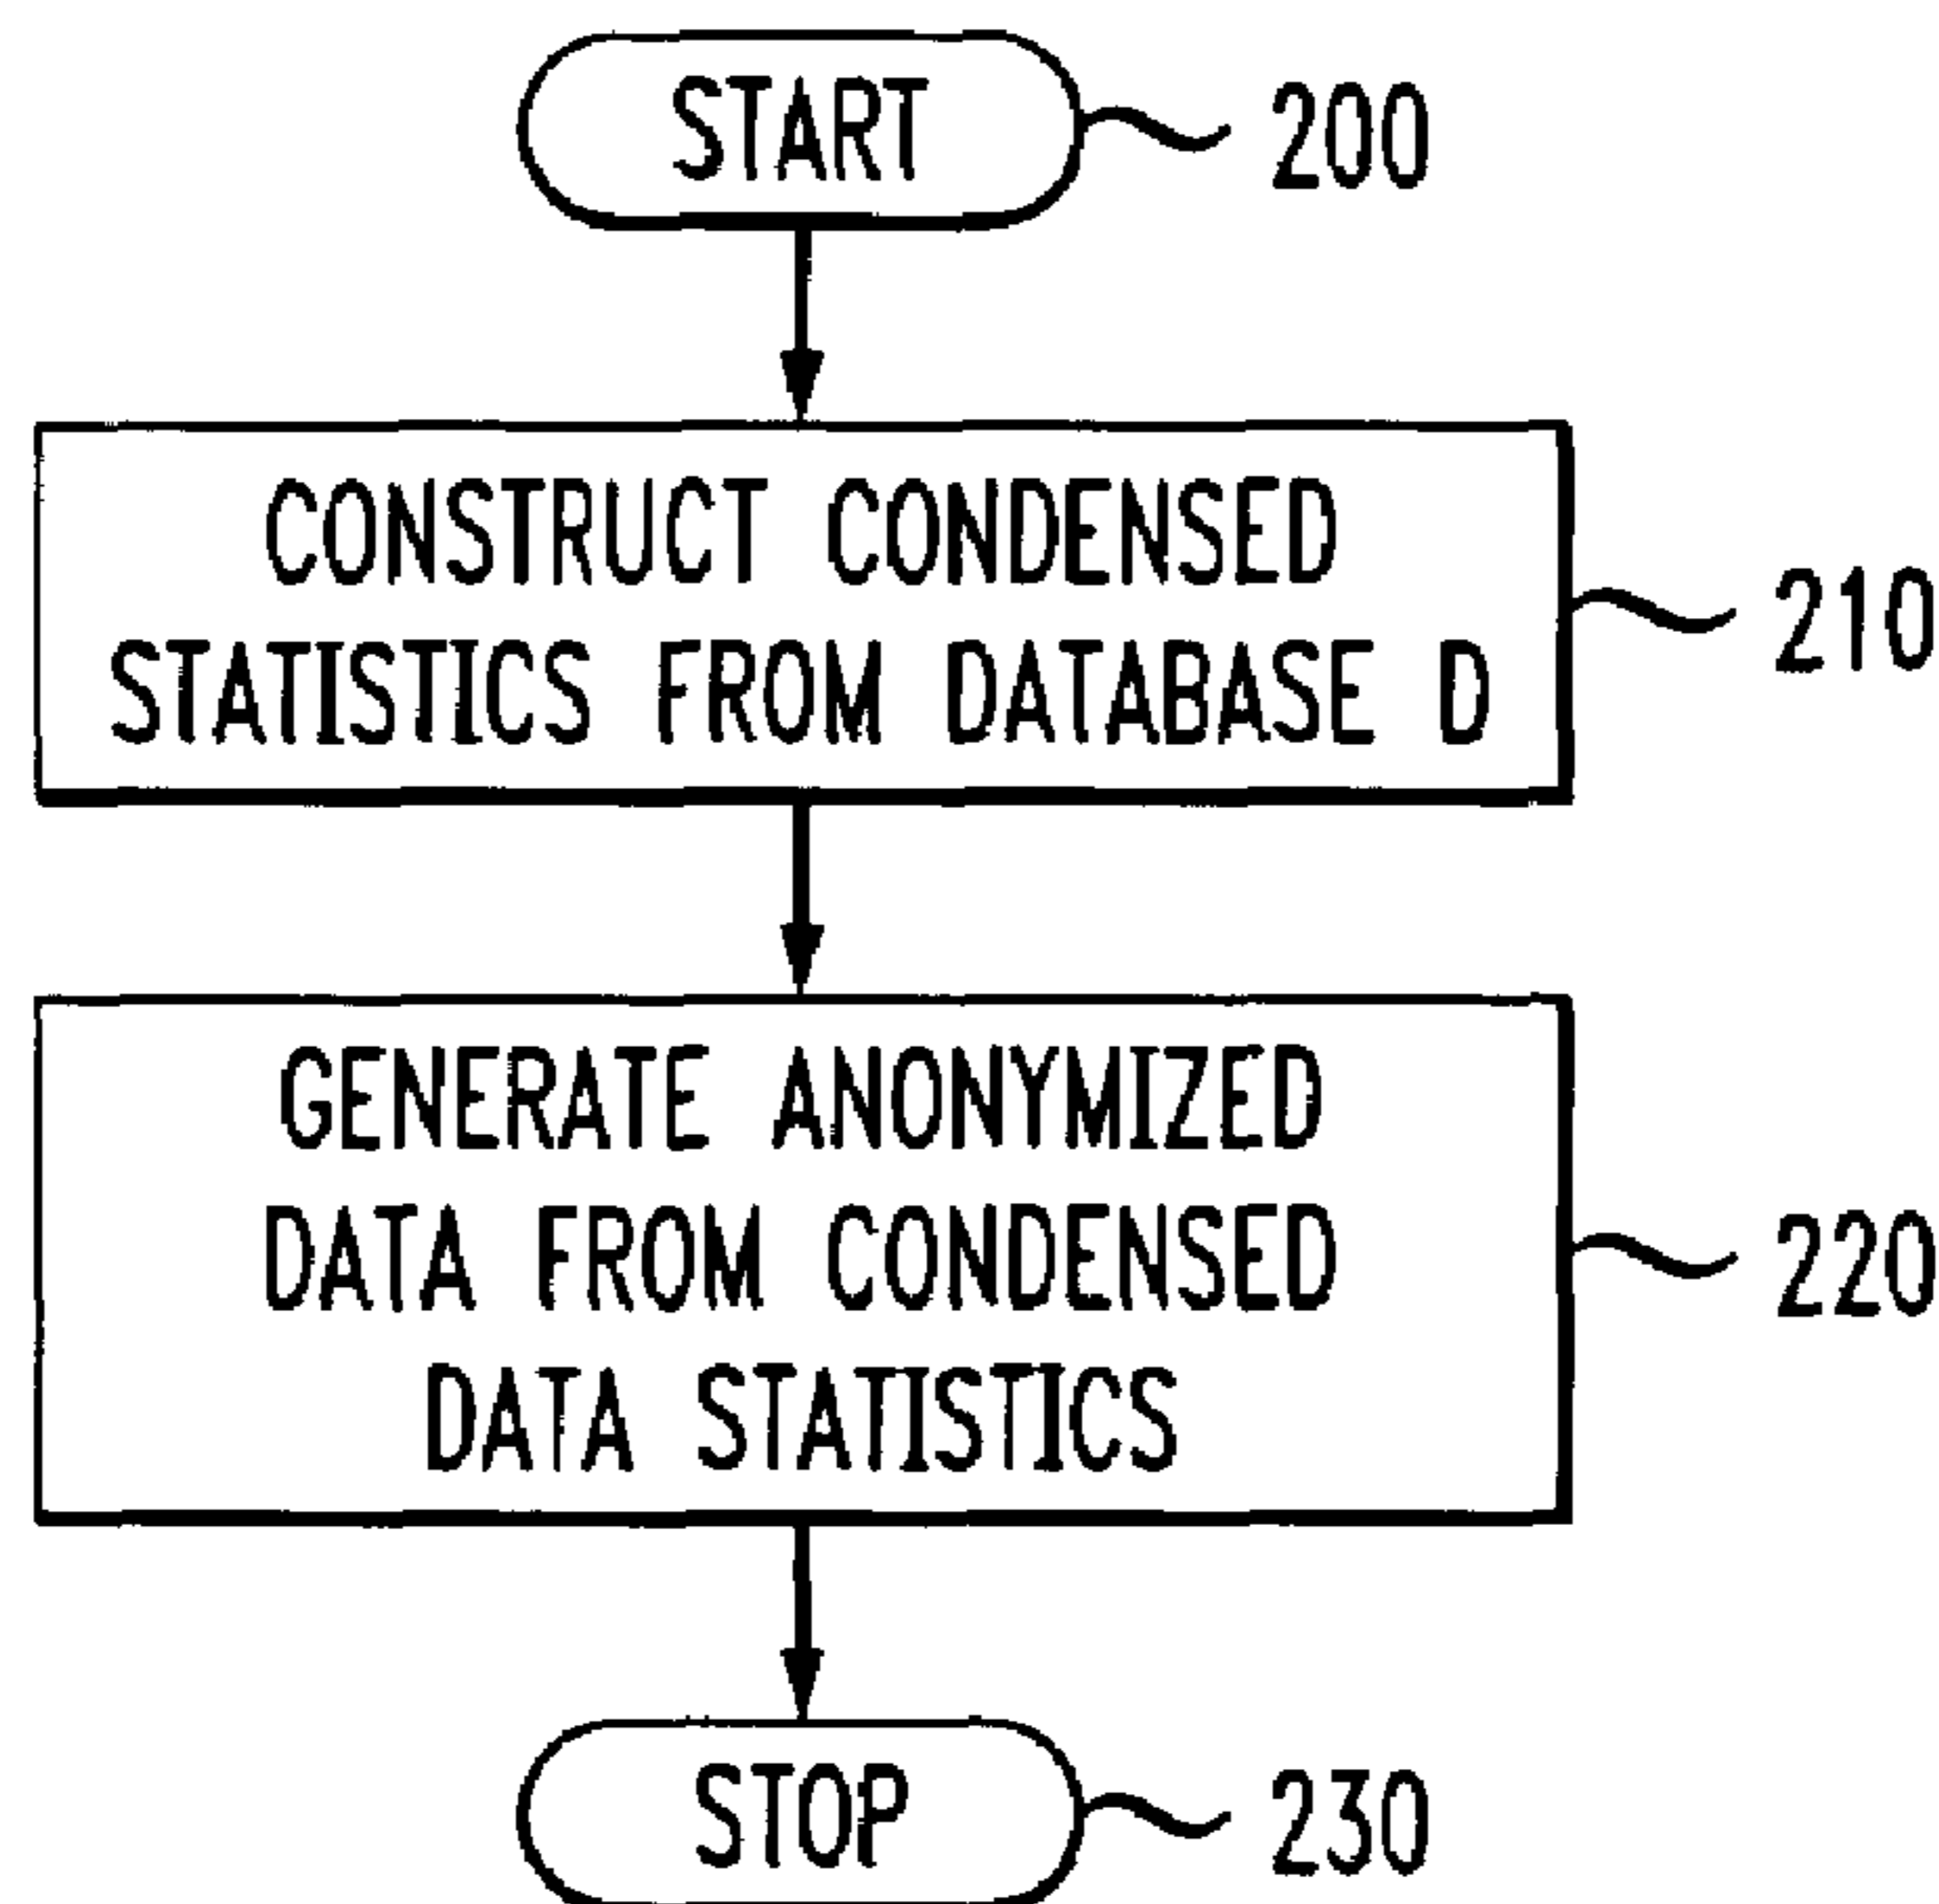 START
200
CONSTRUCT CONDENSED
STATISTICS FROM DATABASE D
210
GENERATE ANONYMIZED
DATA FROM CONDENSED
DATA STATISTICS
220
STOP
230